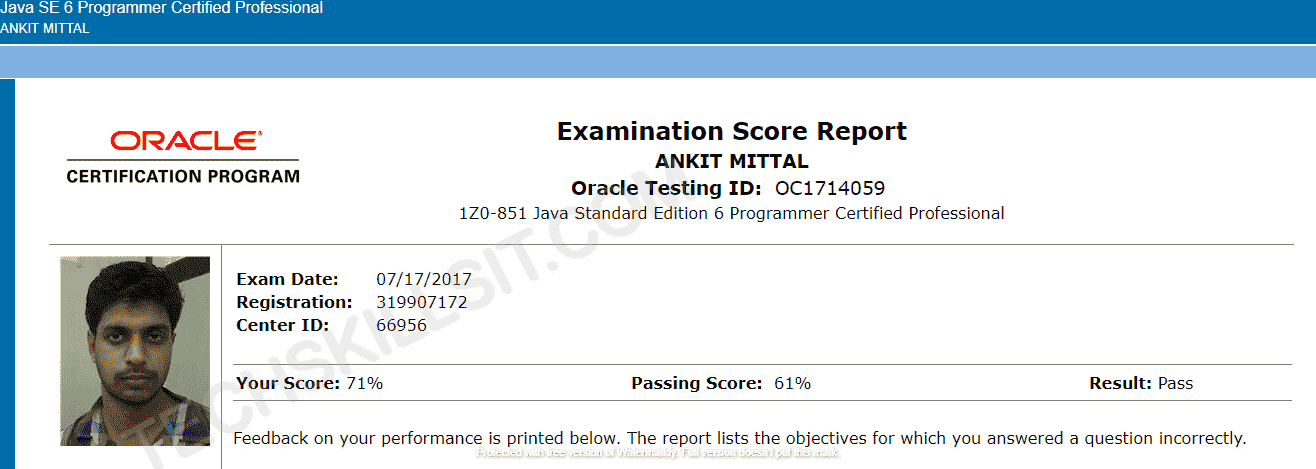 Java SE 6 Programmer Certified Professional
ANKIT MITTAL
ORACLE®
CERTIFICATION PROGRAM
Examination Score Report
ANKIT MITTAL
Oracle Testing ID: OC1714059
1Z0-851 Java Standard Edition 6 Programmer Certified Professional
Exam Date: 07/17/2017
Registration: 319907172
Center ID: 66956
Your Score: 71% Passing Score: 61% Result: Pass
Feedback on your performance is printed below. The report lists the objectives for which you answered a question incorrectly.
TECHSKILLSIT.COM
Protected with free version of Watermarkly. Full version doesn't put this mark.